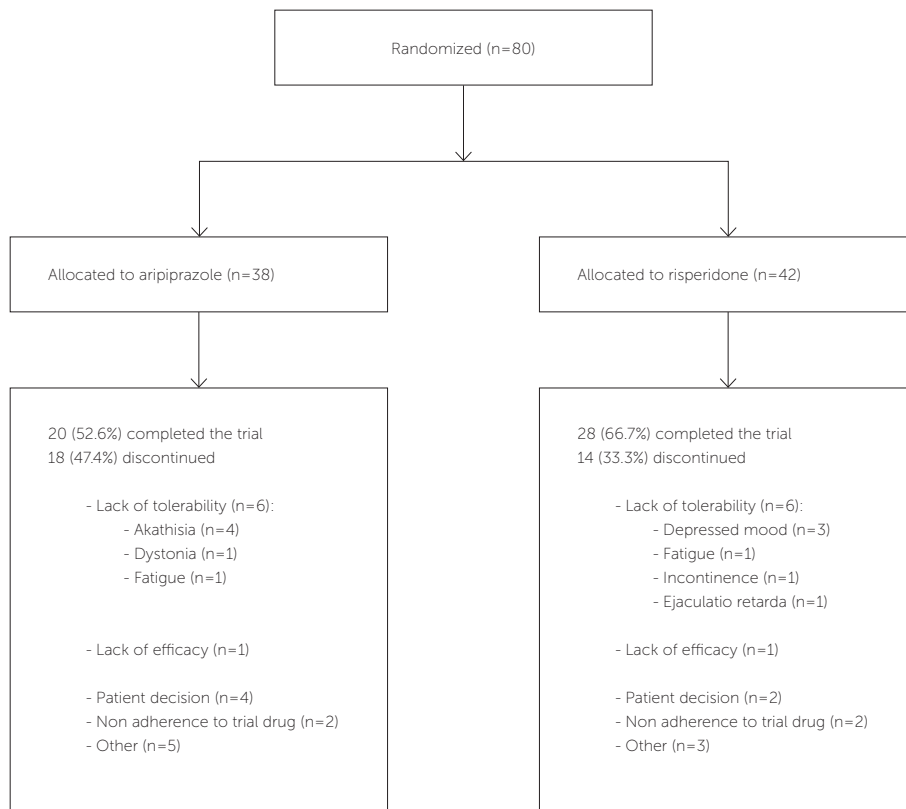 Randomized (n=80)
Allocated to aripiprazole (n=38)
Allocated to risperidone (n=42)
20 (52.6%) completed the trial
18 (47.4%) discontinued
- Lack of tolerability (n=6):
- Akathisia (n=4)
- Dystonia (n=1)
- Fatigue (n=1)
- Lack of efficacy (n=1)
- Patient decision (n=4)
- Non adherence to trial drug (n=2)
- Other (n=5)
28 (66.7%) completed the trial
14 (33.3%) discontinued
- Lack of tolerability (n=6):
- Depressed mood (n=3)
- Fatigue (n=1)
- Incontinence (n=1)
- Ejaculatio retarda (n=1)
- Lack of efficacy (n=1)
- Patient decision (n=2)
- Non adherence to trial drug (n=2)
- Other (n=3)